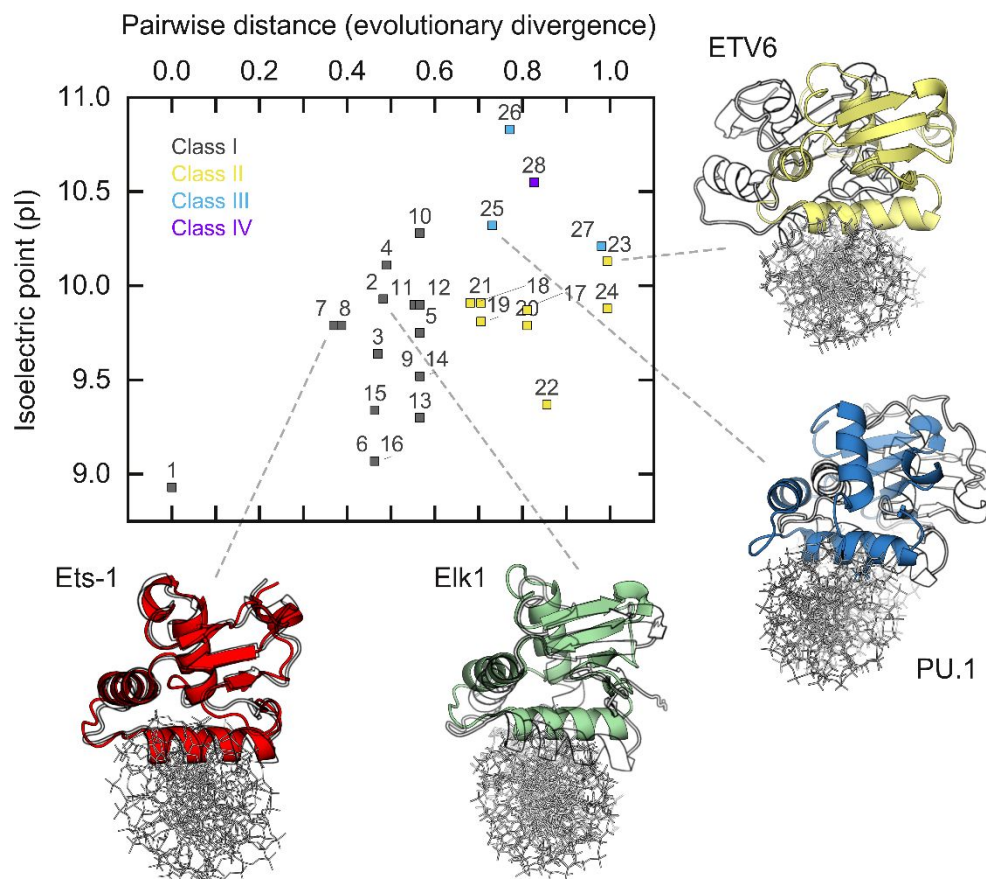 Pairwise distance (evolutionary divergence)
0.0 0.2 0.4 0.6 0.8 1.0
ETV6
Isoelectric point (pI)
11.0
10.5
10.0
9.5
9.0
Class I
Class II
Class III
Class IV
26
28
25
10
27 23
4
2 11 12 21 18 17
7 8 5 19 20 24
3
9 14
15 13 22
6 16
1
PU.1
Ets-1
Elk1